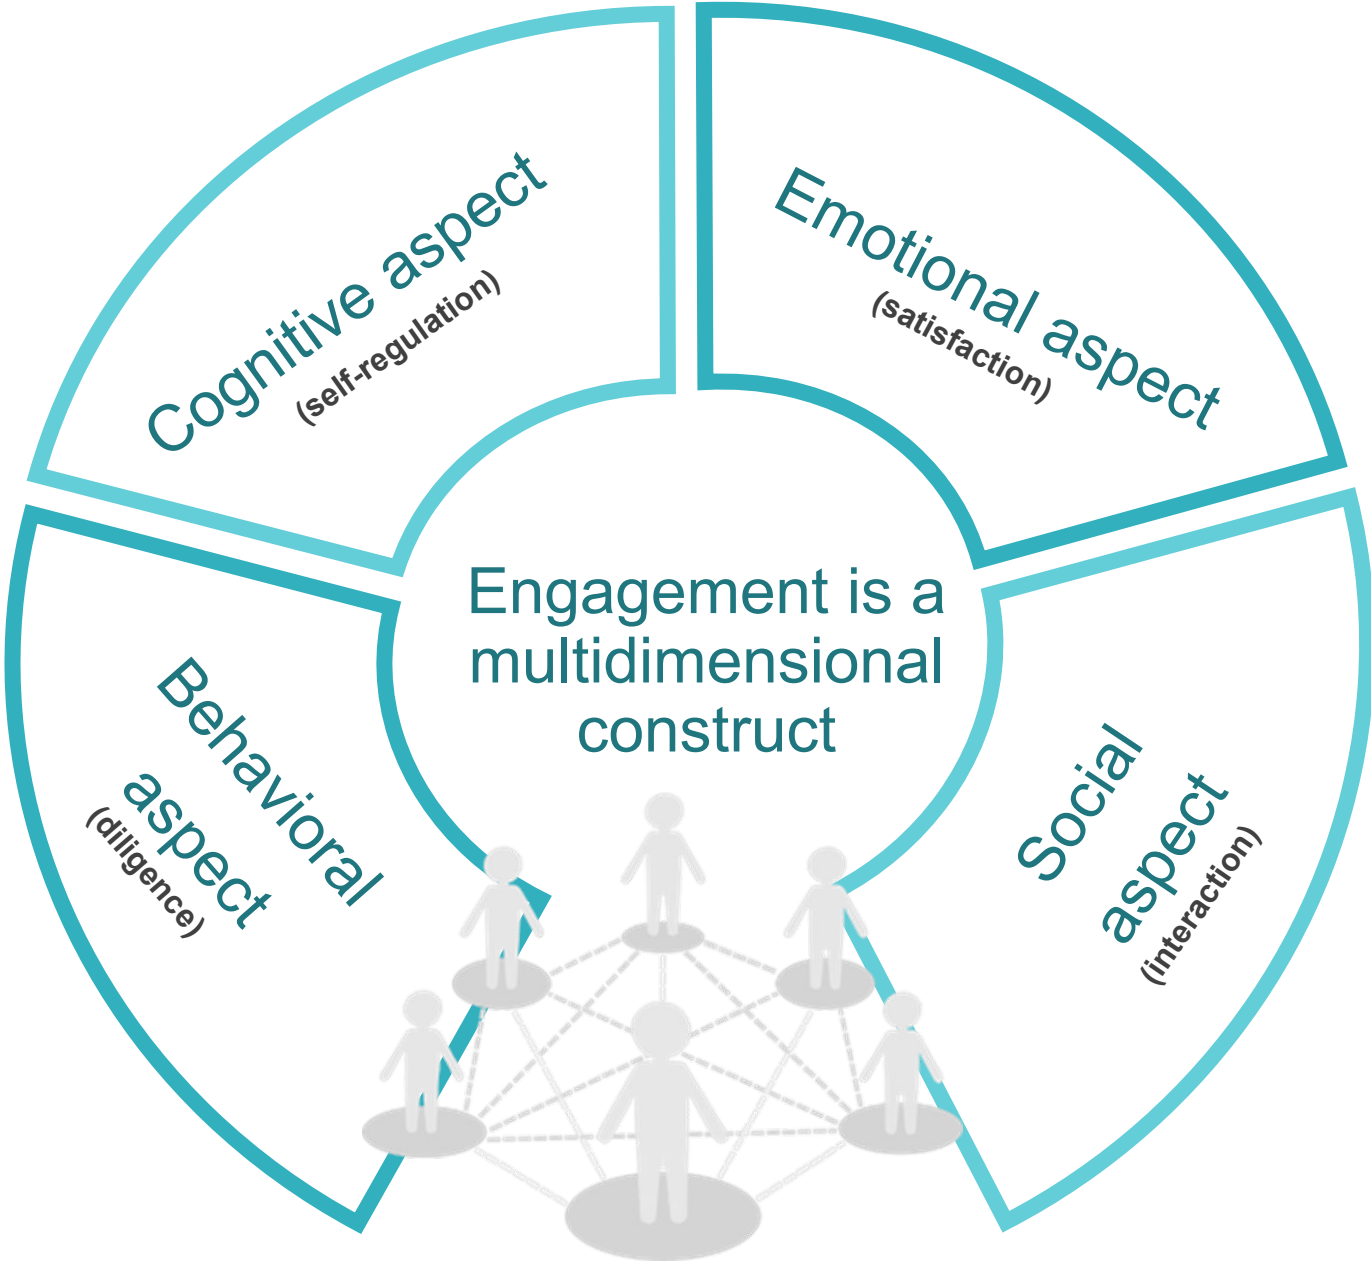 Cognitive aspect
(self-regulation)
Emotional aspect
(satisfaction)
Engagement is a
multidimensional
construct
Behavioral
aspect
(diligence)
Social
aspect
(interaction)